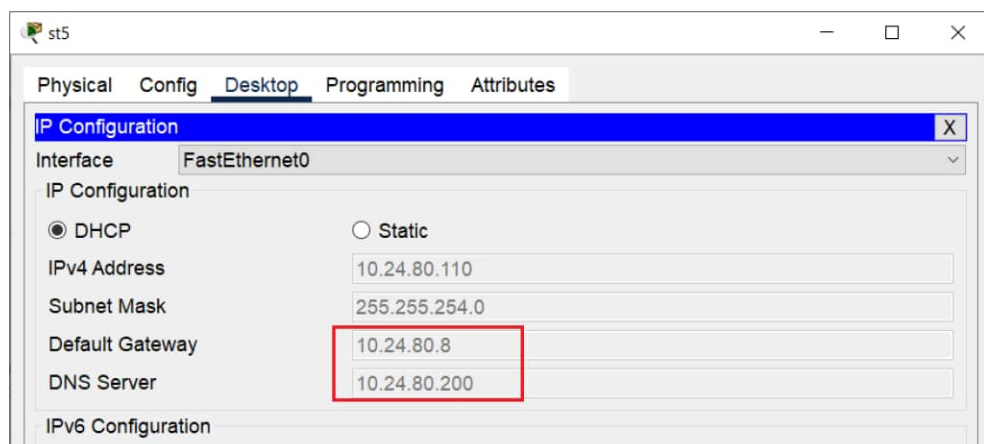 st5
Physical Config Desktop Programming Attributes
IP Configuration X
Interface FastEthernet0
IP Configuration
DHCP Static
IPv4 Address 10.24.80.110
Subnet Mask 255.255.254.0
Default Gateway 10.24.80.8
DNS Server 10.24.80.200
IPv6 Configuration